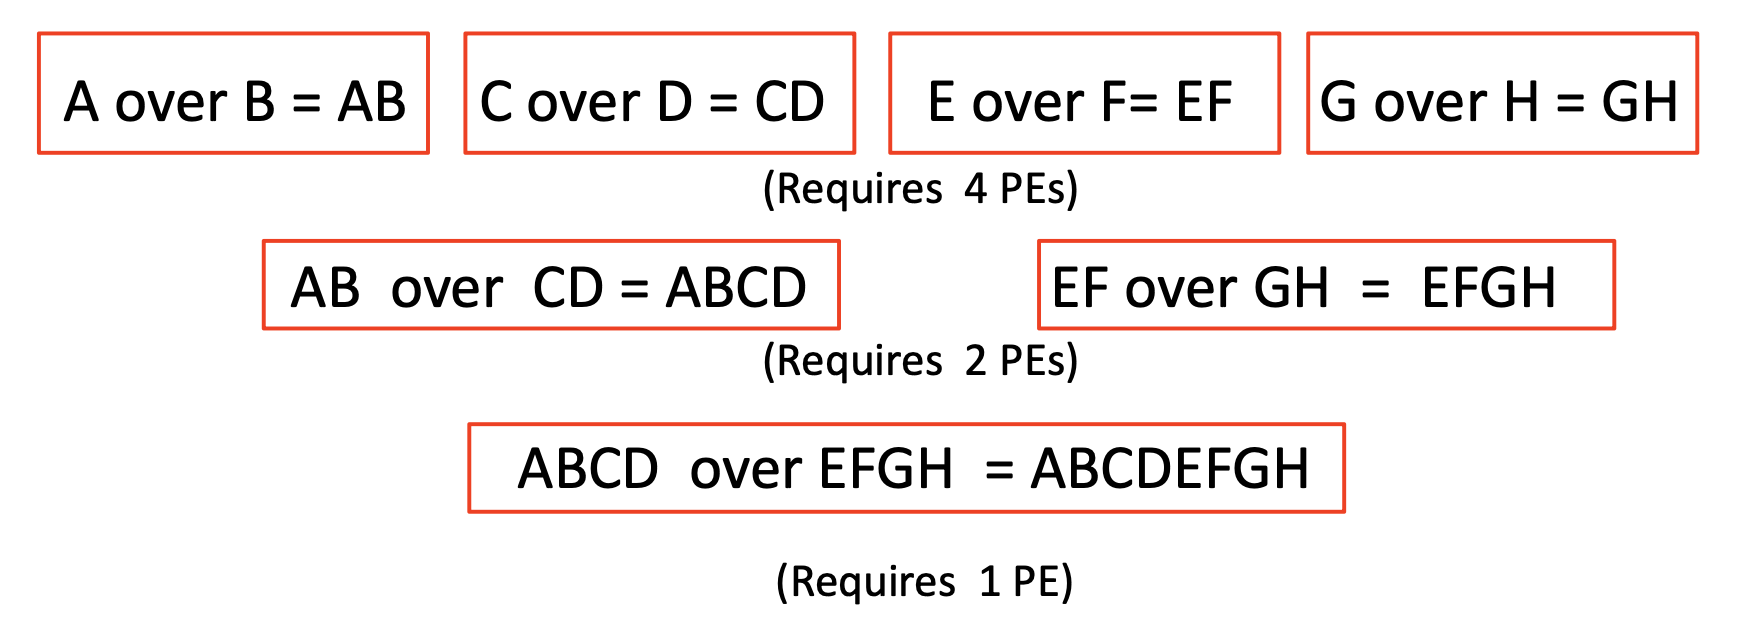 A over B = AB
C over D = CD
E over F= EF
G over H = GH
(Requires 4 PEs)
AB over CD = ABCD
EF over GH = EFGH
(Requires 2 PEs)
ABCD over EFGH = ABCDEFGH
(Requires 1 PE)